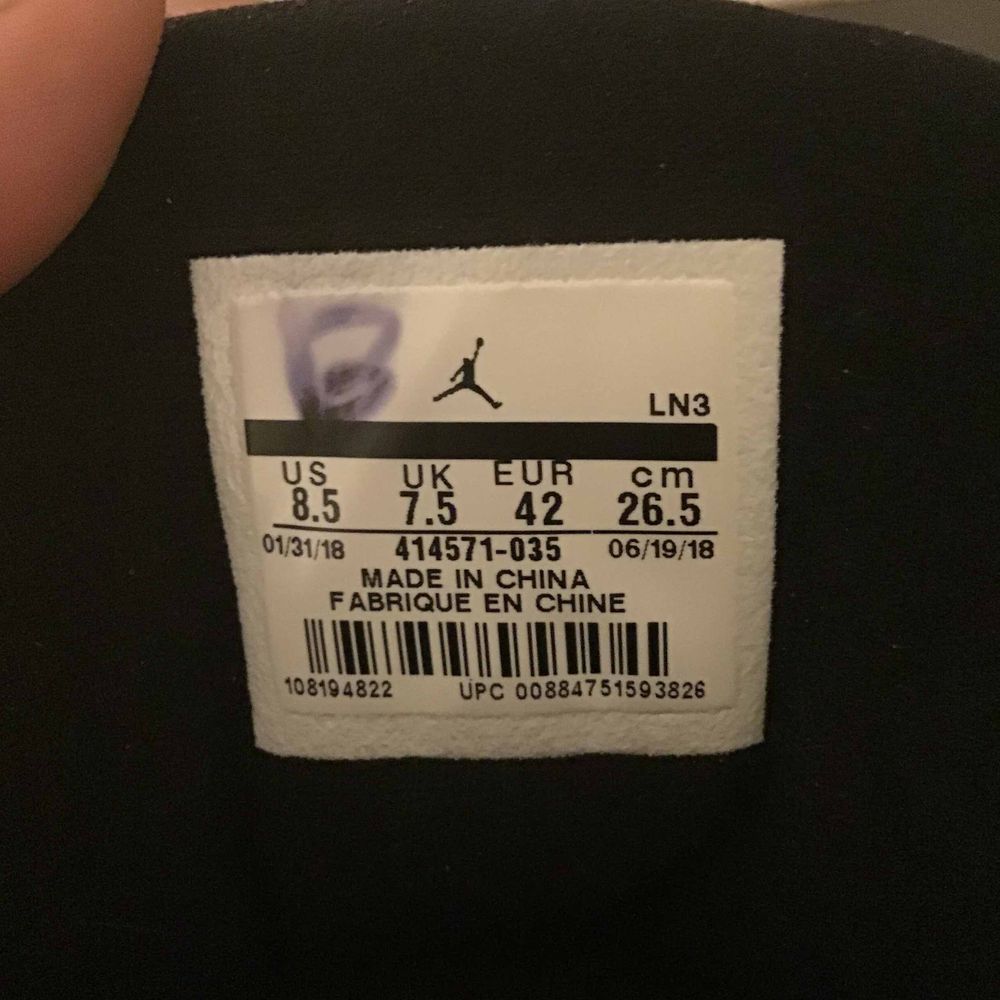 B
LN3
US UK EUR cm
8.5 7.5 42 26.5
01/31/18 414571-035 06/19/18
MADE IN CHINA
FABRIQUE EN CHINE
108194822 UPC 00884751593826